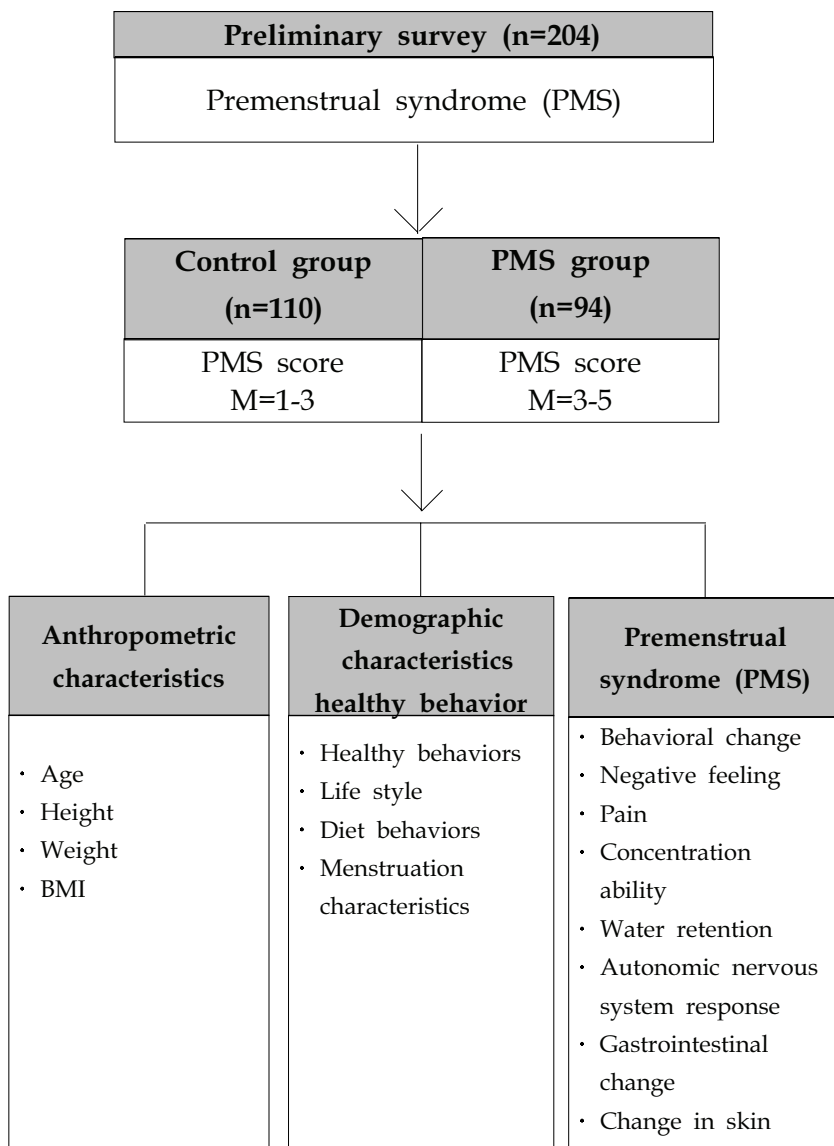 Preliminary survey (n=204)
Premenstrual syndrome (PMS)
Control group
(n=110)
PMS score
M=1-3
PMS group
(n=94)
PMS score
M=3-5
Anthropometric
characteristics
· Age
· Height
· Weight
· BMI
Demographic
characteristics
healthy behavior
· Healthy behaviors
· Life style
· Diet behaviors
· Menstruation
characteristics
Premenstrual
syndrome (PMS)
· Behavioral change
· Negative feeling
· Pain
· Concentration
ability
· Water retention
· Autonomic nervous
system response
· Gastrointestinal
change
· Change in skin